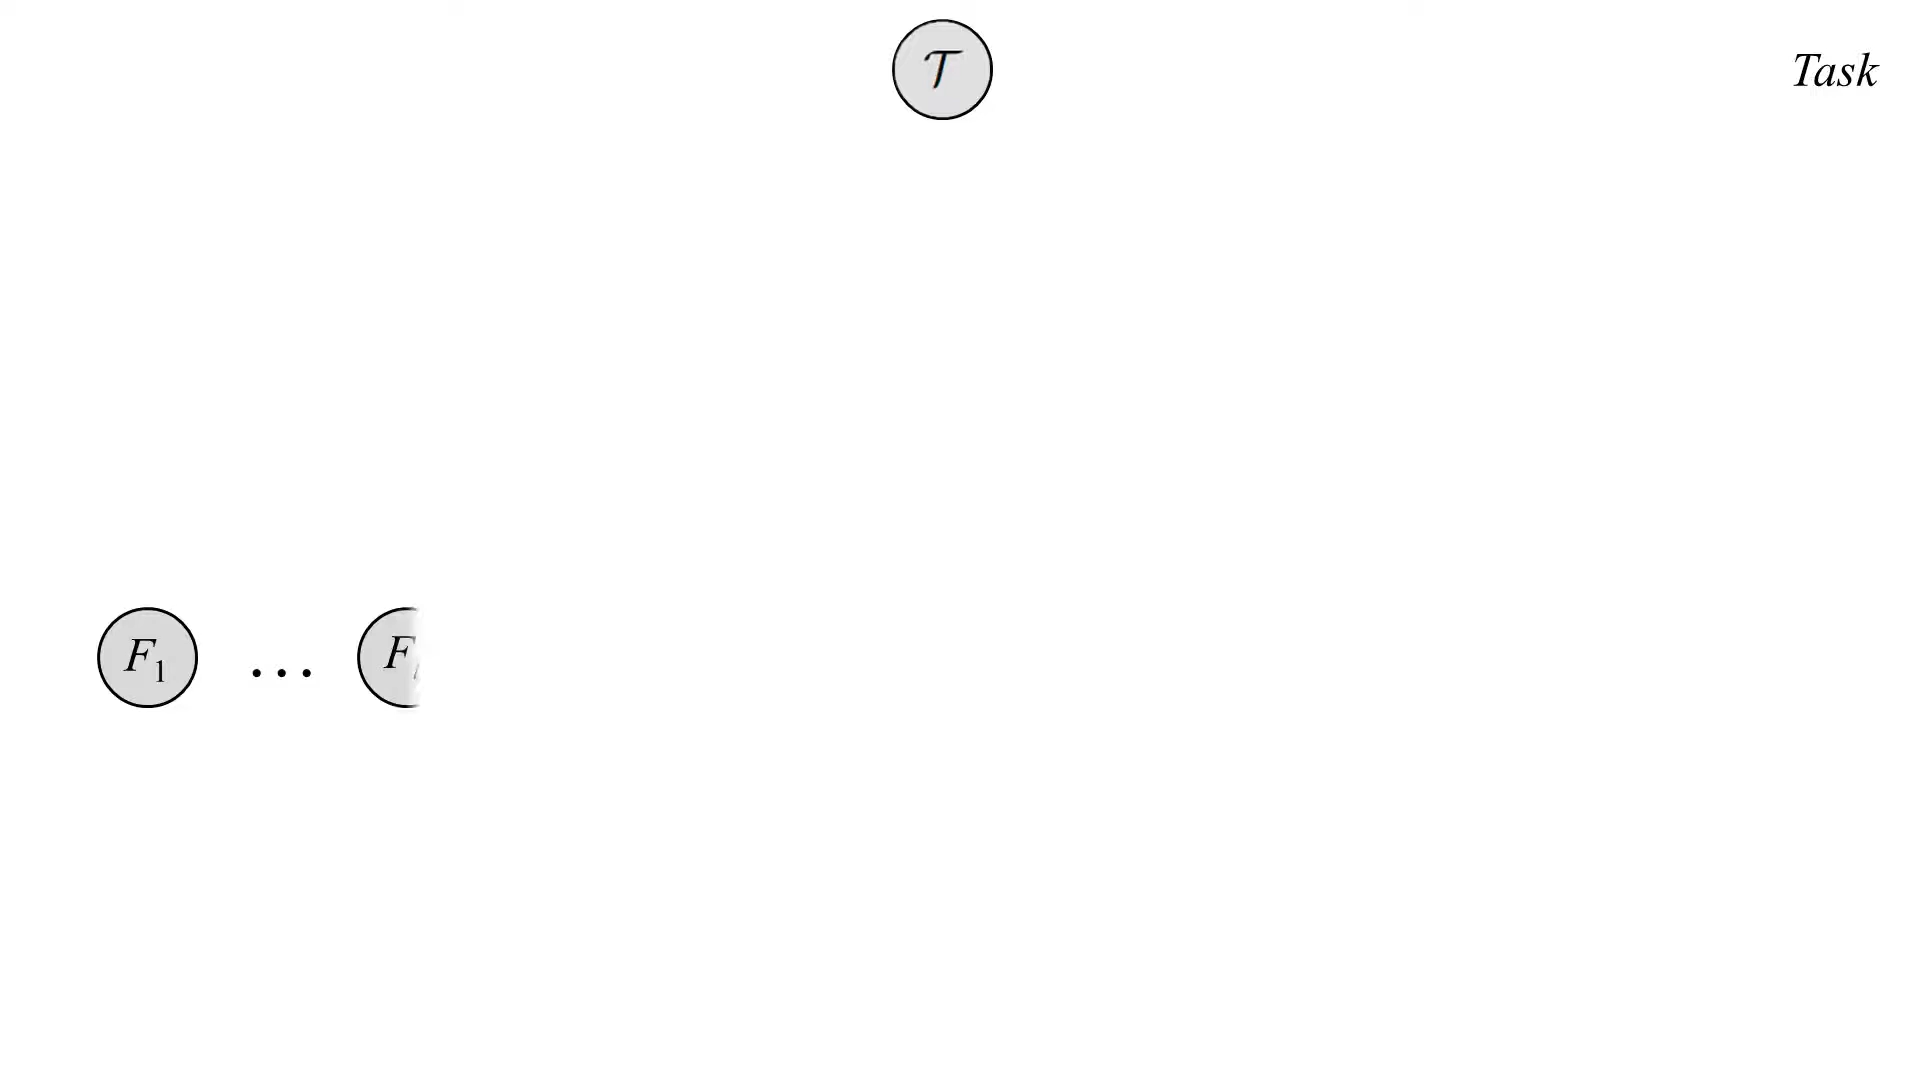 𝒯 Task
F₁ ... F